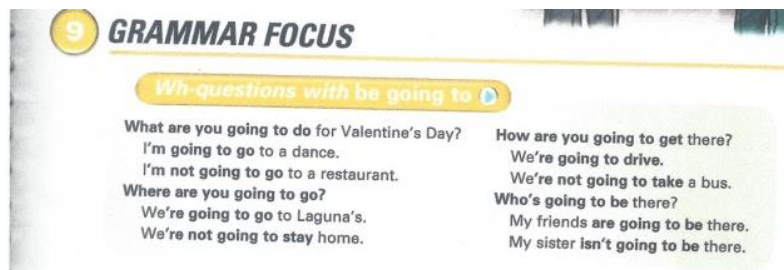 9 GRAMMAR FOCUS
Wh-questions with be going to
What are you going to do for Valentine's Day?
I'm going to go to a dance.
I'm not going to go to a restaurant.
Where are you going to go?
We're going to go to Laguna's.
We're not going to stay home.
How are you going to get there?
We're going to drive.
We're not going to take a bus.
Who's going to be there?
My friends are going to be there.
My sister isn't going to be there.